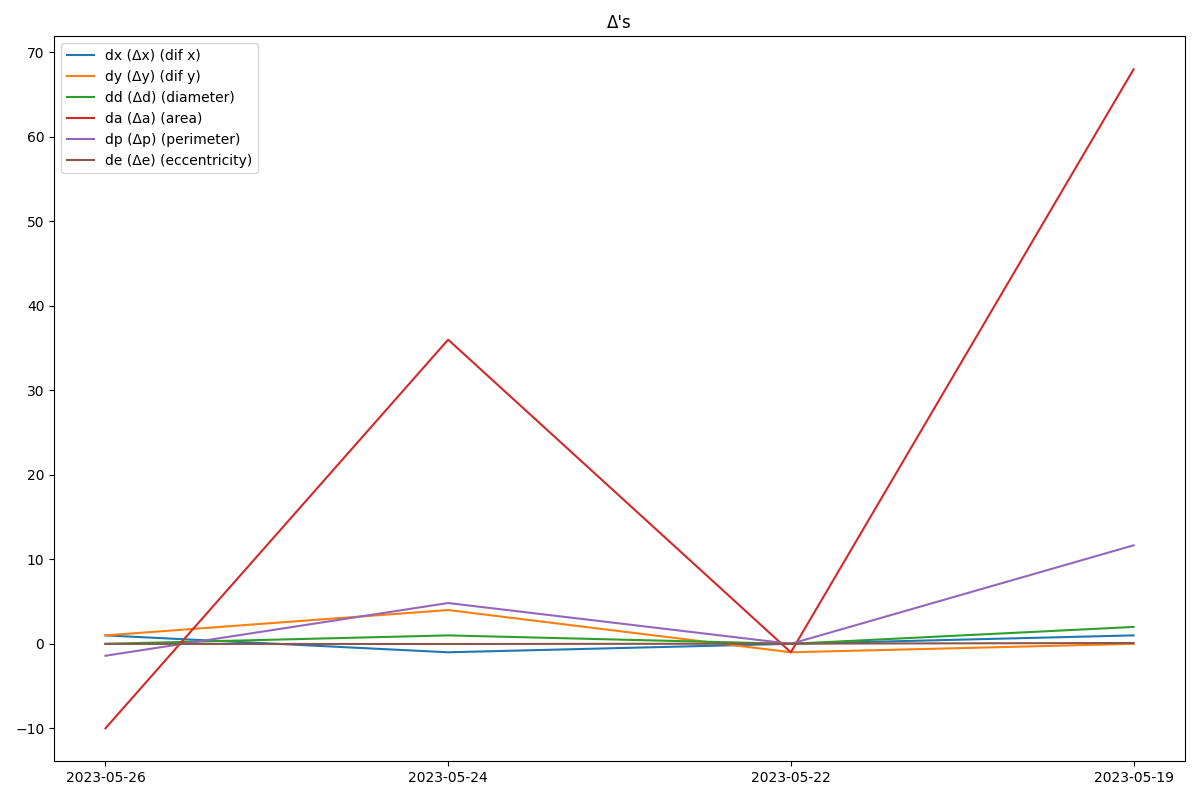 Δ's
dx (Δx) (dif x)
dy (Δy) (dif y)
dd (Δd) (diameter)
da (Δa) (area)
dp (Δp) (perimeter)
de (Δe) (eccentricity)
70
60
50
40
30
20
10
0
−10
2023-05-26 2023-05-24 2023-05-22 2023-05-19